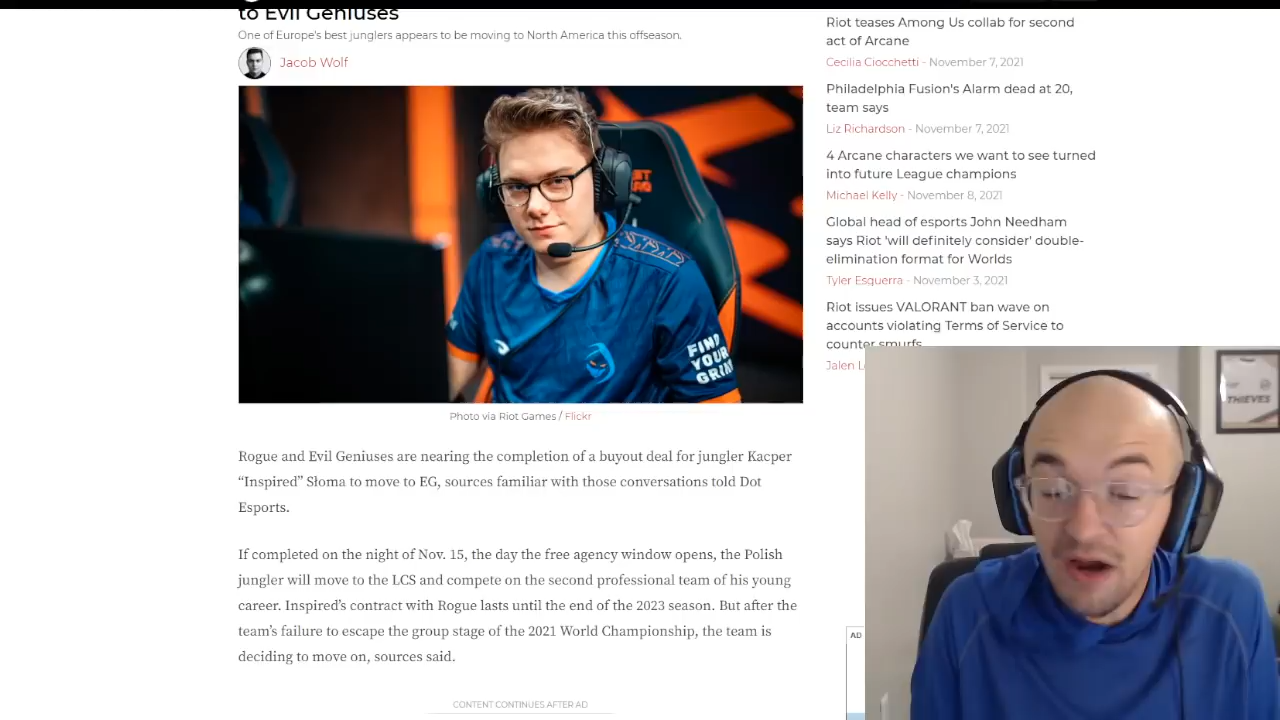 to Evil Geniuses
One of Europe's best junglers appears to be moving to North America this offseason.
Jacob Wolf
FIND
YOUR
GRIND
Photo via Riot Games / Flickr
Rogue and Evil Geniuses are nearing the completion of a buyout deal for jungler Kacper
“Inspired” Słoma to move to EG, sources familiar with those conversations told Dot
Esports.
If completed on the night of Nov. 15, the day the free agency window opens, the Polish
jungler will move to the LCS and compete on the second professional team of his young
career. Inspired’s contract with Rogue lasts until the end of the 2023 season. But after the
team’s failure to escape the group stage of the 2021 World Championship, the team is
deciding to move on, sources said.
CONTENT CONTINUES AFTER AD
Riot teases Among Us collab for second
act of Arcane
Cecilia Ciocchetti - November 7, 2021
Philadelphia Fusion's Alarm dead at 20,
team says
Liz Richardson - November 7, 2021
4 Arcane characters we want to see turned
into future League champions
Michael Kelly - November 8, 2021
Global head of esports John Needham
says Riot 'will definitely consider' double-
elimination format for Worlds
Tyler Esguerra - November 3, 2021
Riot issues VALORANT ban wave on
accounts violating Terms of Service to
counter smurfs
Jalen
AD
THIEVES